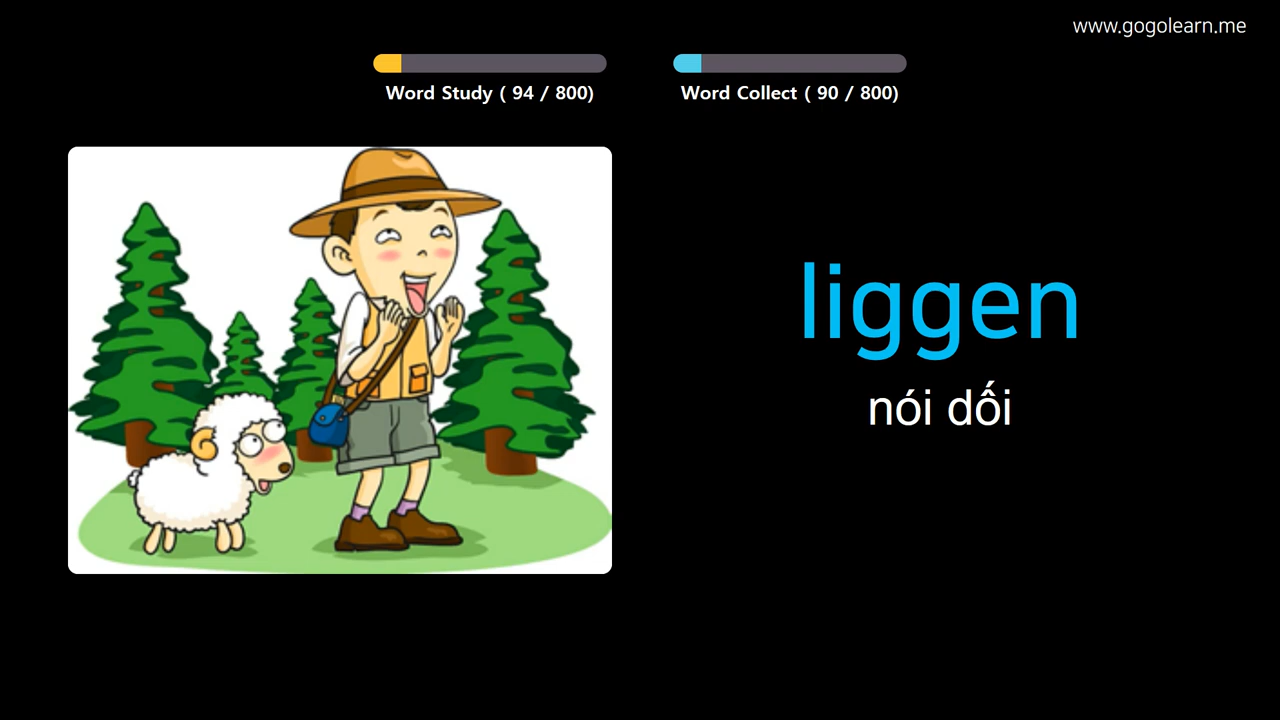 www.gogolearn.me
Word Study ( 94 / 800)
Word Collect ( 90 / 800)
liggen
nói dối